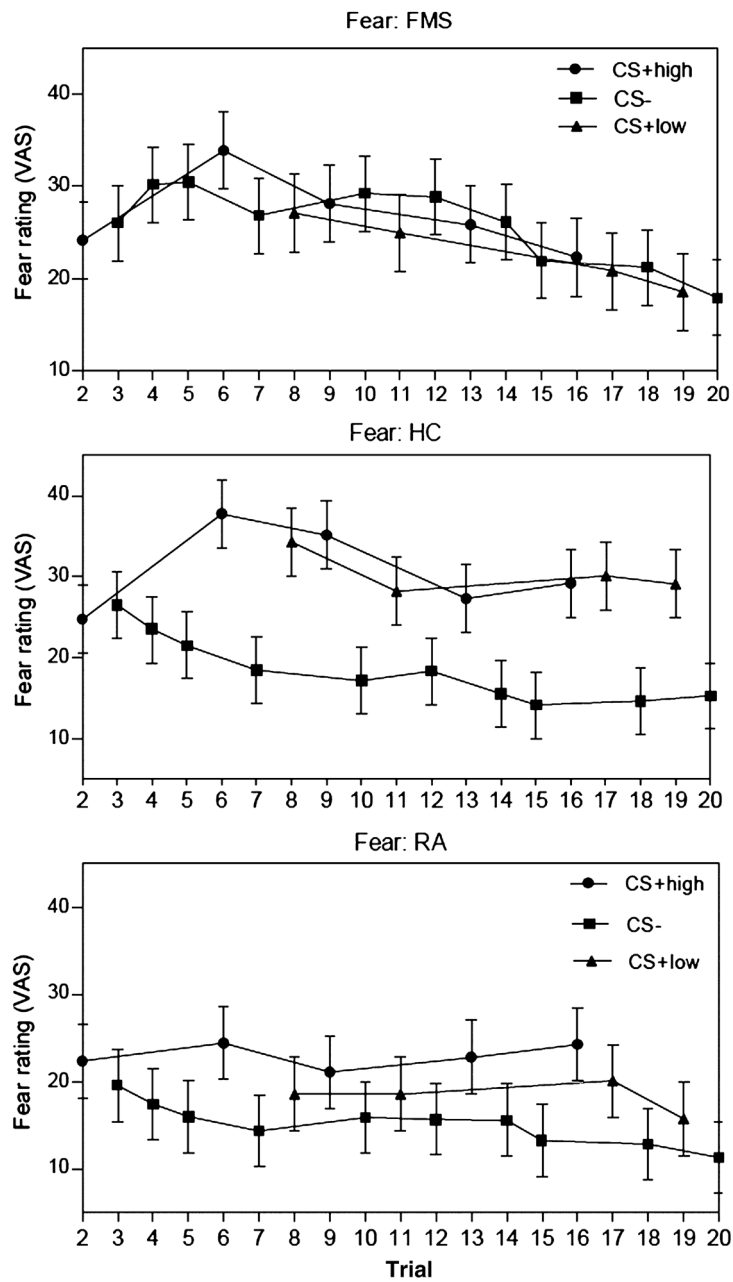 Fear: FMS
CS+high
CS-
CS+low
Fear rating (VAS)
40
30
20
10
2 3 4 5 6 7 8 9 10 11 12 13 14 15 16 17 18 19 20
Fear: HC
Fear rating (VAS)
40
30
20
10
2 3 4 5 6 7 8 9 10 11 12 13 14 15 16 17 18 19 20
Fear: RA
CS+high
CS-
CS+low
Fear rating (VAS)
40
30
20
10
2 3 4 5 6 7 8 9 10 11 12 13 14 15 16 17 18 19 20
Trial